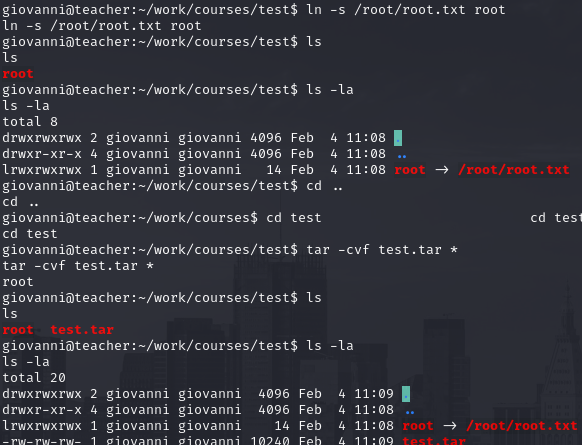 giovanni@teacher:~/work/courses/test$ ln -s /root/root.txt root
ln -s /root/root.txt root
giovanni@teacher:~/work/courses/test$ ls
ls
root
giovanni@teacher:~/work/courses/test$ ls -la
ls -la
total 8
drwxrwxrwx 2 giovanni giovanni 4096 Feb  4 11:08 .
drwxr-xr-x 4 giovanni giovanni 4096 Feb  4 11:08 ..
lrwxrwxrwx 1 giovanni giovanni   14 Feb  4 11:08 root -> /root/root.txt
giovanni@teacher:~/work/courses/test$ cd ..
cd ..
giovanni@teacher:~/work/courses$ cd test                     cd test
cd test
giovanni@teacher:~/work/courses/test$ tar -cvf test.tar *
tar -cvf test.tar *
root
giovanni@teacher:~/work/courses/test$ ls
ls
root  test.tar
giovanni@teacher:~/work/courses/test$ ls -la
ls -la
total 20
drwxrwxrwx 2 giovanni giovanni  4096 Feb  4 11:09 .
drwxr-xr-x 4 giovanni giovanni  4096 Feb  4 11:08 ..
lrwxrwxrwx 1 giovanni giovanni    14 Feb  4 11:08 root -> /root/root.txt
-rw-rw-rw- 1 giovanni giovanni 10240 Feb  4 11:09 test.tar